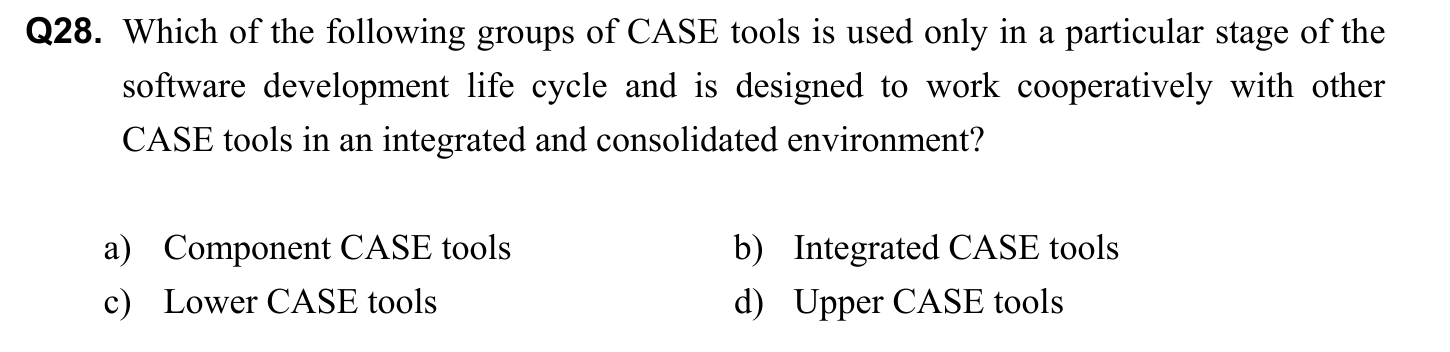 Q28. Which of the following groups of CASE tools is used only in a particular stage of the
software development life cycle and is designed to work cooperatively with other
CASE tools in an integrated and consolidated environment?
a) Component CASE tools b) Integrated CASE tools
c) Lower CASE tools d) Upper CASE tools